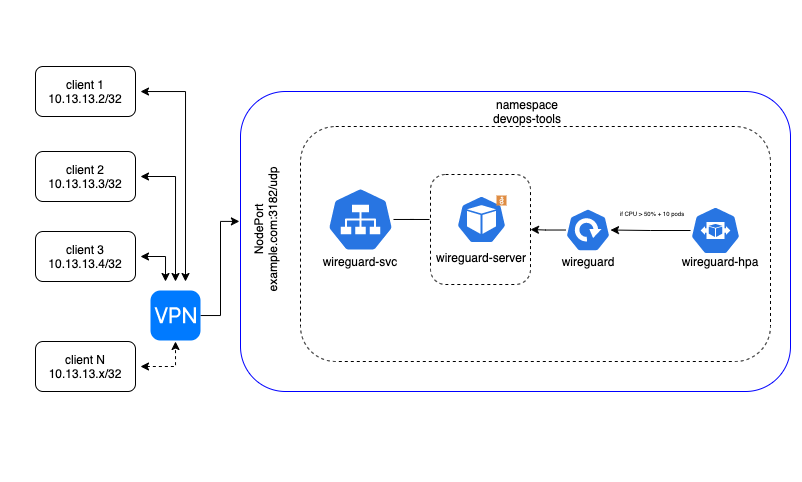 client 1
10.13.13.2/32
client 2
10.13.13.3/32
client 3
10.13.13.4/32
client N
10.13.13.x/32
VPN
NodePort
example.com:3182/udp
namespace
devops-tools
wireguard-svc
wireguard-server
wireguard
if CPU > 50% + 10 pods
wireguard-hpa